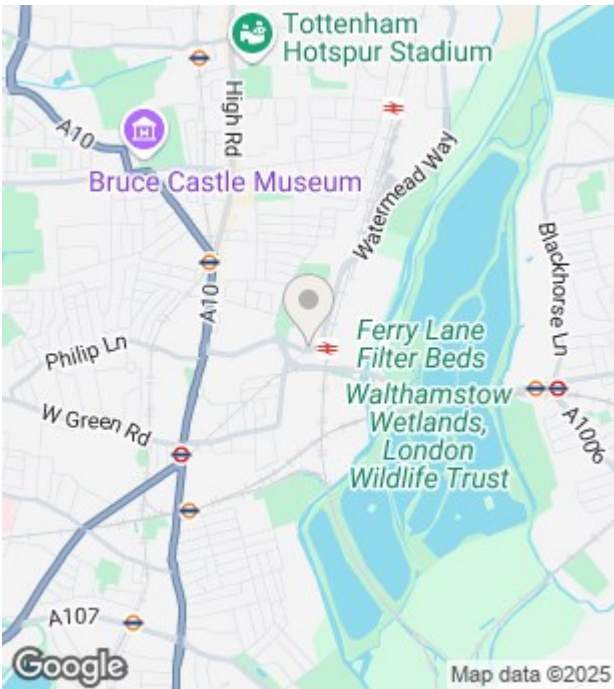 Tottenham
Hotspur Stadium
High Rd
A10
Bruce Castle Museum
Watermead Way
Blackhorse Ln
A10
Philip Ln
Ferry Lane
Filter Beds
Walthamstow
Wetlands,
London
Wildlife Trust
W Green Rd
A1006
A107
Google
Map data ©2025